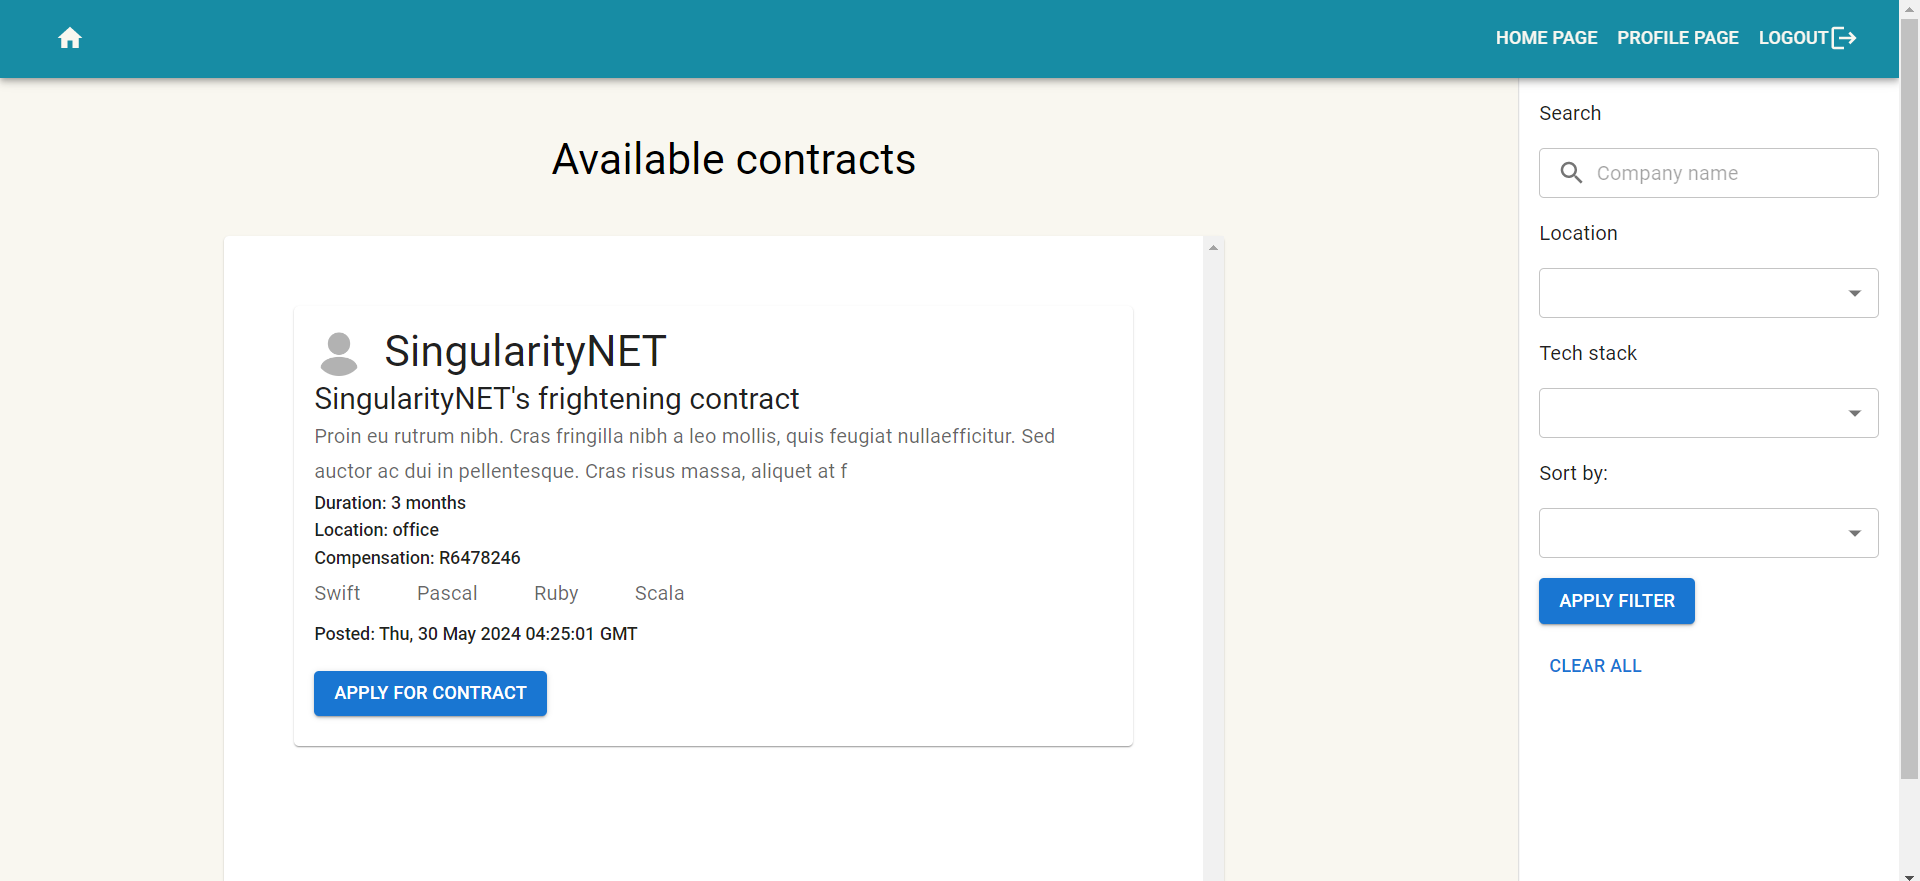 HOME PAGE PROFILE PAGE LOGOUT
Available contracts
SingularityNET
SingularityNET's frightening contract
Proin eu rutrum nibh. Cras fringilla nibh a leo mollis, quis feugiat nullaefficitur. Sed
auctor ac dui in pellentesque. Cras risus massa, aliquet at f
Duration: 3 months
Location: office
Compensation: R6478246
Swift Pascal Ruby Scala
Posted: Thu, 30 May 2024 04:25:01 GMT
APPLY FOR CONTRACT
Search
Company name
Location
Tech stack
Sort by:
APPLY FILTER
CLEAR ALL